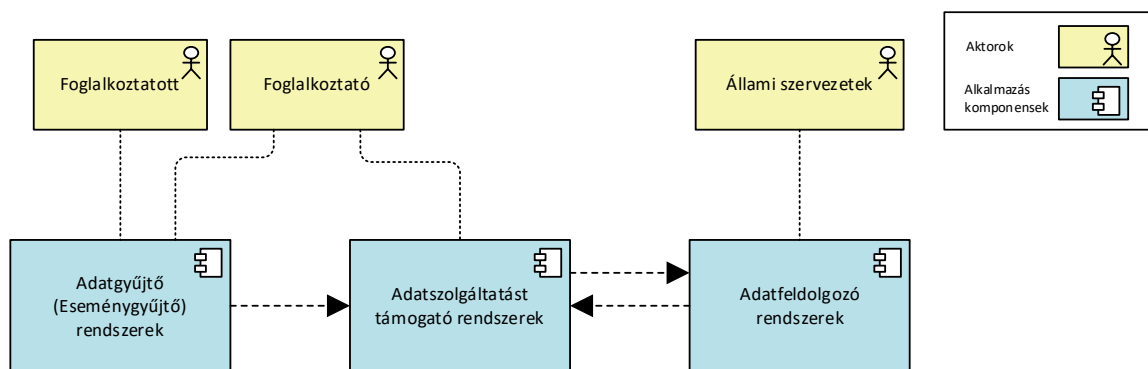 Foglalkoztatott
Foglalkoztató
Állami szervezetek
Aktorok
Alkalmazás
komponensek
Adatgyűjtő
(Eseménygyűjtő)
rendszerek
Adatszolgáltatást
támogató rendszerek
Adatfeldolgozó
rendszerek